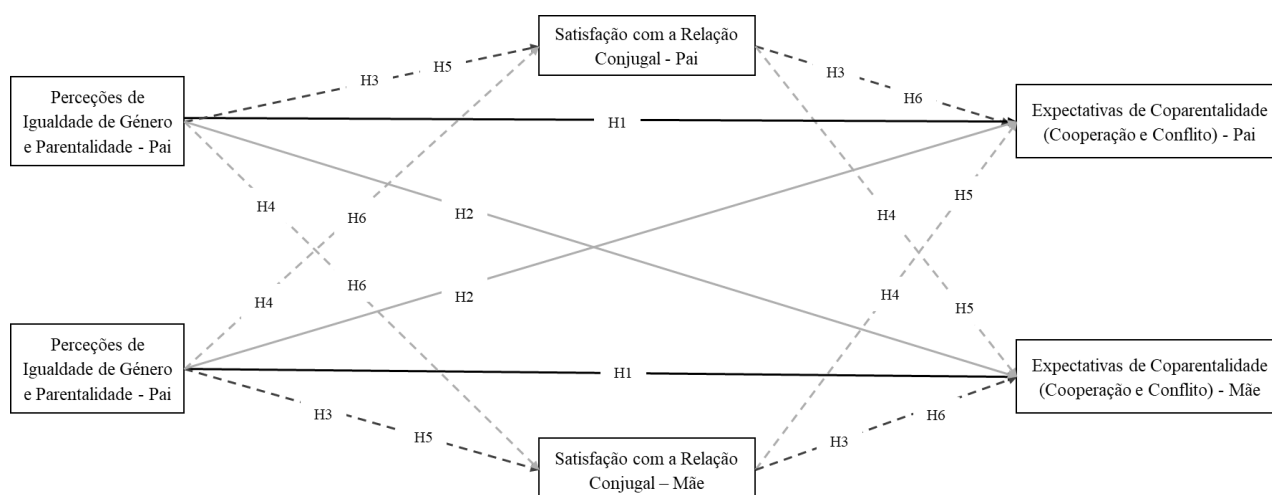 Satisfação com a Relação
Conjugal - Pai
H3
H5
H3
H6
Perceções de
Igualdade de Género
e Parentalidade - Pai
Expectativas de Coparentalidade
(Cooperação e Conflito) - Pai
H1
H4
H6
H2
H4
H5
H4
H6
H2
H4
H5
Perceções de
Igualdade de Género
e Parentalidade - Pai
Expectativas de Coparentalidade
(Cooperação e Conflito) - Mãe
H1
H3
H5
H3
H6
Satisfação com a Relação
Conjugal – Mãe